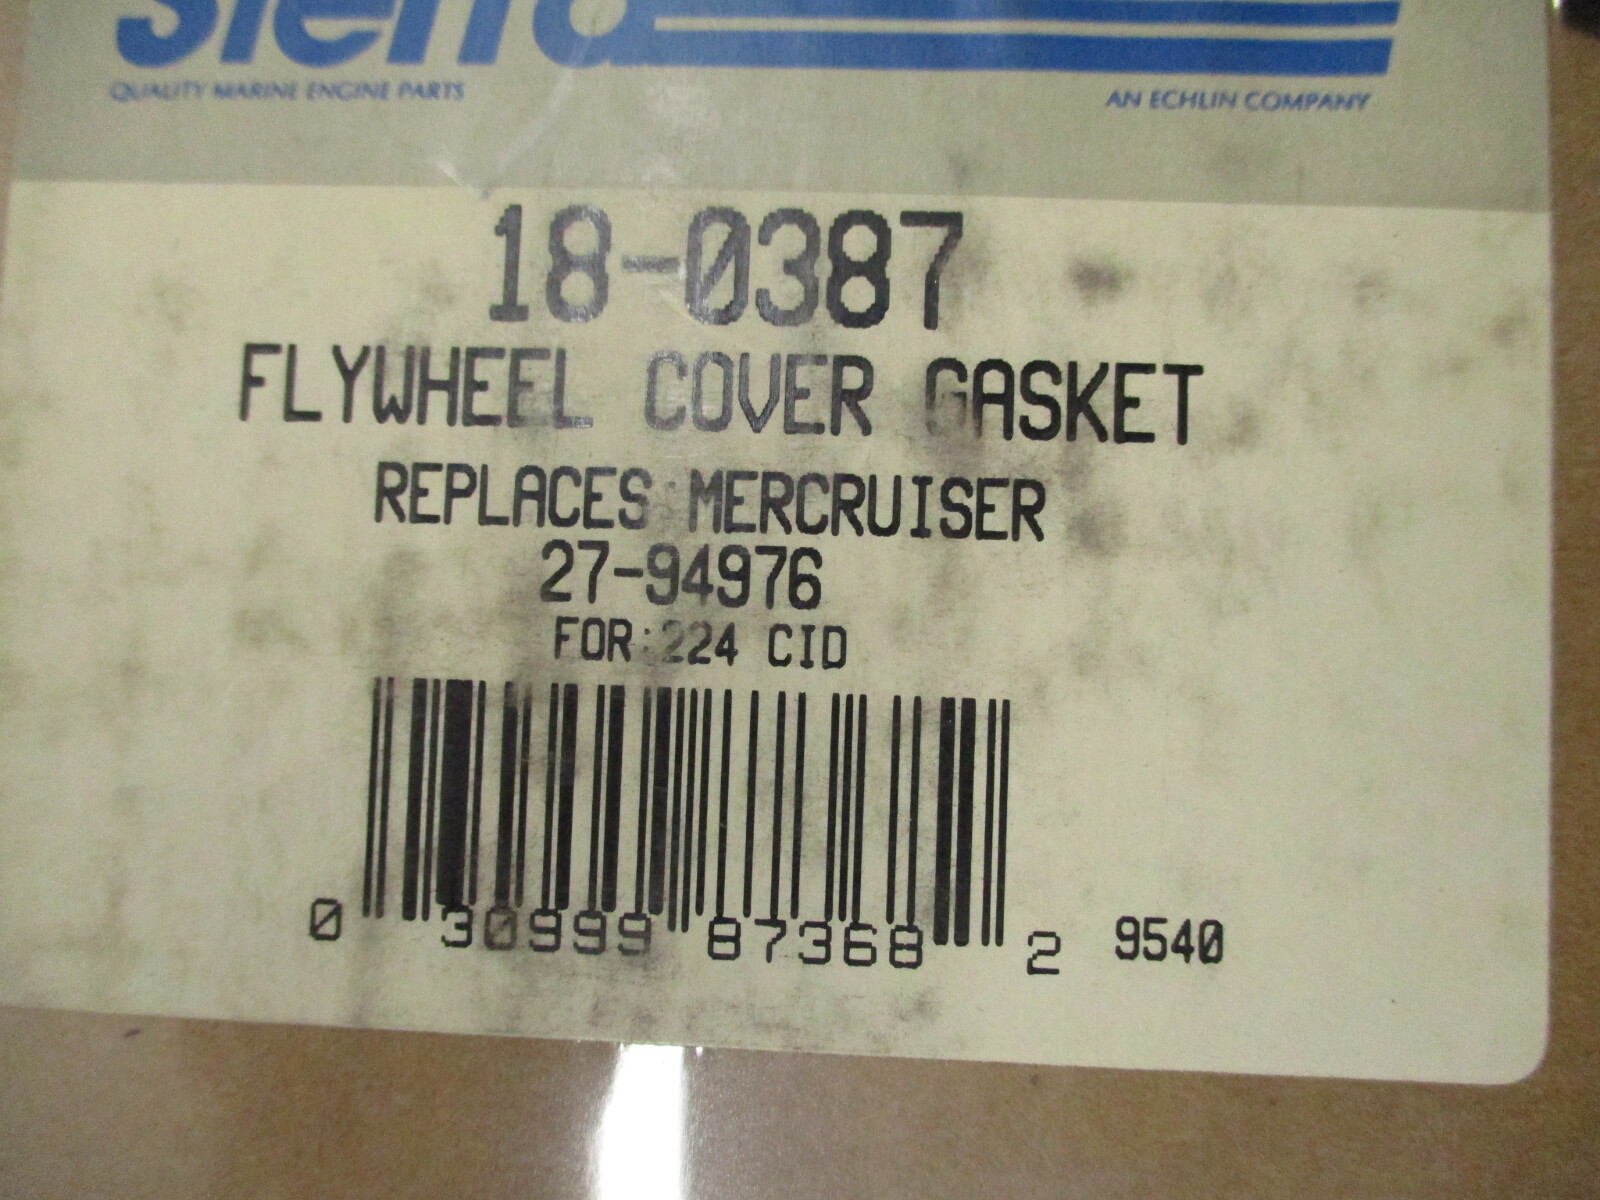 Sierra
QUALITY MARINE ENGINE PARTS
AN ECHLIN COMPANY
18-0387
FLYWHEEL COVER GASKET
REPLACES MERCRUISER
27-94976
FOR 224 CID
0 30999 87368 2 9540